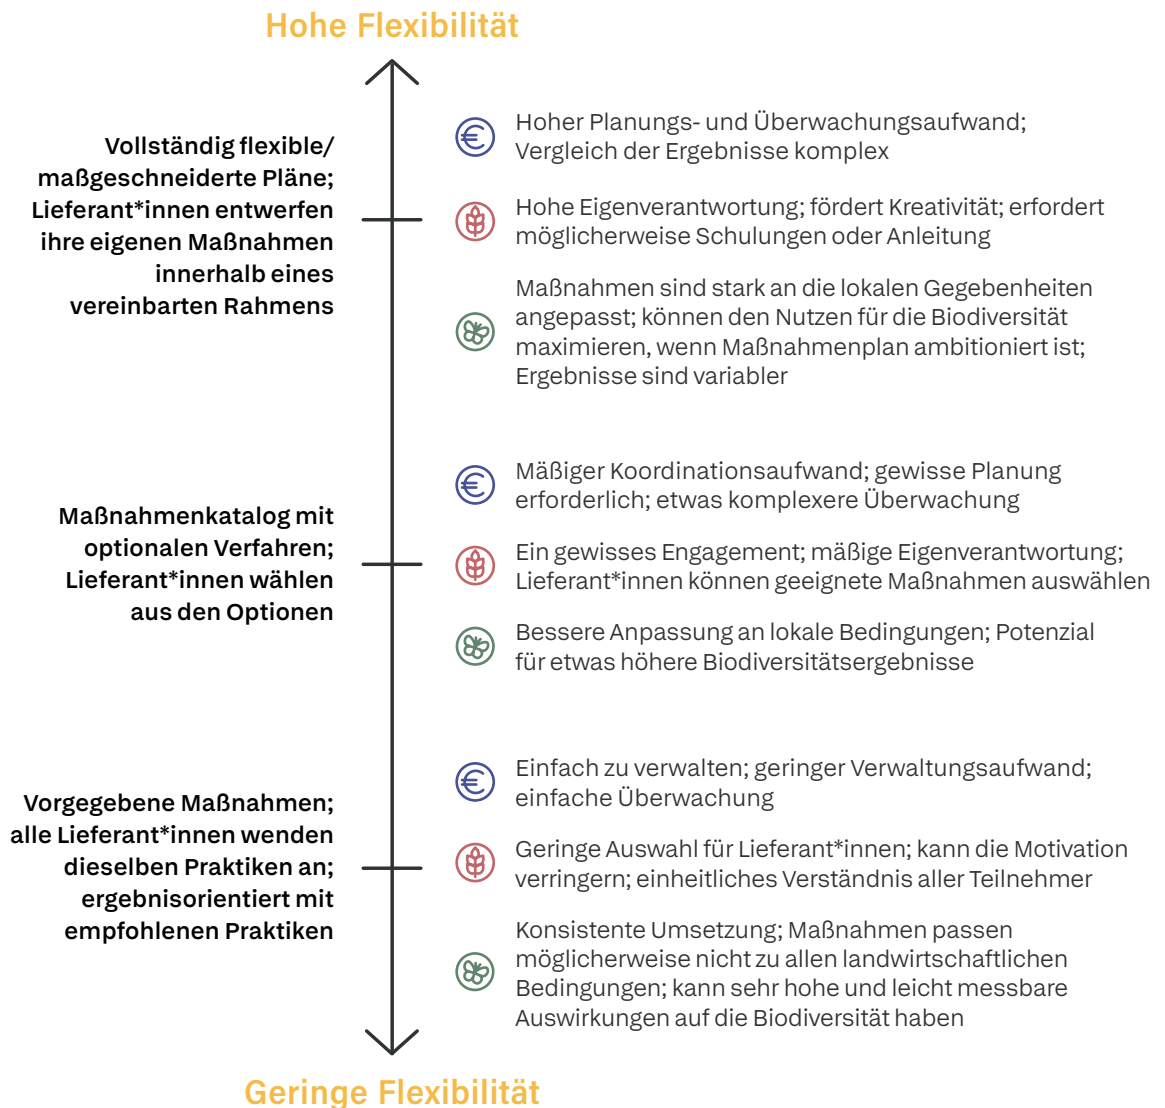 Hohe Flexibilität
Vollständig flexible/
maßgeschneiderte Pläne;
Lieferant*innen entwerfen
ihre eigenen Maßnahmen
innerhalb eines
vereinbarten Rahmens
Hoher Planungs- und Überwachungsaufwand;
Vergleich der Ergebnisse komplex
Hohe Eigenverantwortung; fördert Kreativität; erfordert
möglicherweise Schulungen oder Anleitung
Maßnahmen sind stark an die lokalen Gegebenheiten
angepasst; können den Nutzen für die Biodiversität
maximieren, wenn Maßnahmenplan ambitioniert ist;
Ergebnisse sind variabler
Maßnahmenkatalog mit
optionalen Verfahren;
Lieferant*innen wählen
aus den Optionen
Mäßiger Koordinationsaufwand; gewisse Planung
erforderlich; etwas komplexere Überwachung
Ein gewisses Engagement; mäßige Eigenverantwortung;
Lieferant*innen können geeignete Maßnahmen auswählen
Bessere Anpassung an lokale Bedingungen; Potenzial
für etwas höhere Biodiversitätsergebnisse
Vorgegebene Maßnahmen;
alle Lieferant*innen wenden
dieselben Praktiken an;
ergebnisorientiert mit
empfohlenen Praktiken
Einfach zu verwalten; geringer Verwaltungsaufwand;
einfache Überwachung
Geringe Auswahl für Lieferant*innen; kann die Motivation
verringern; einheitliches Verständnis aller Teilnehmer
Konsistente Umsetzung; Maßnahmen passen
möglicherweise nicht zu allen landwirtschaftlichen
Bedingungen; kann sehr hohe und leicht messbare
Auswirkungen auf die Biodiversität haben
Geringe Flexibilität